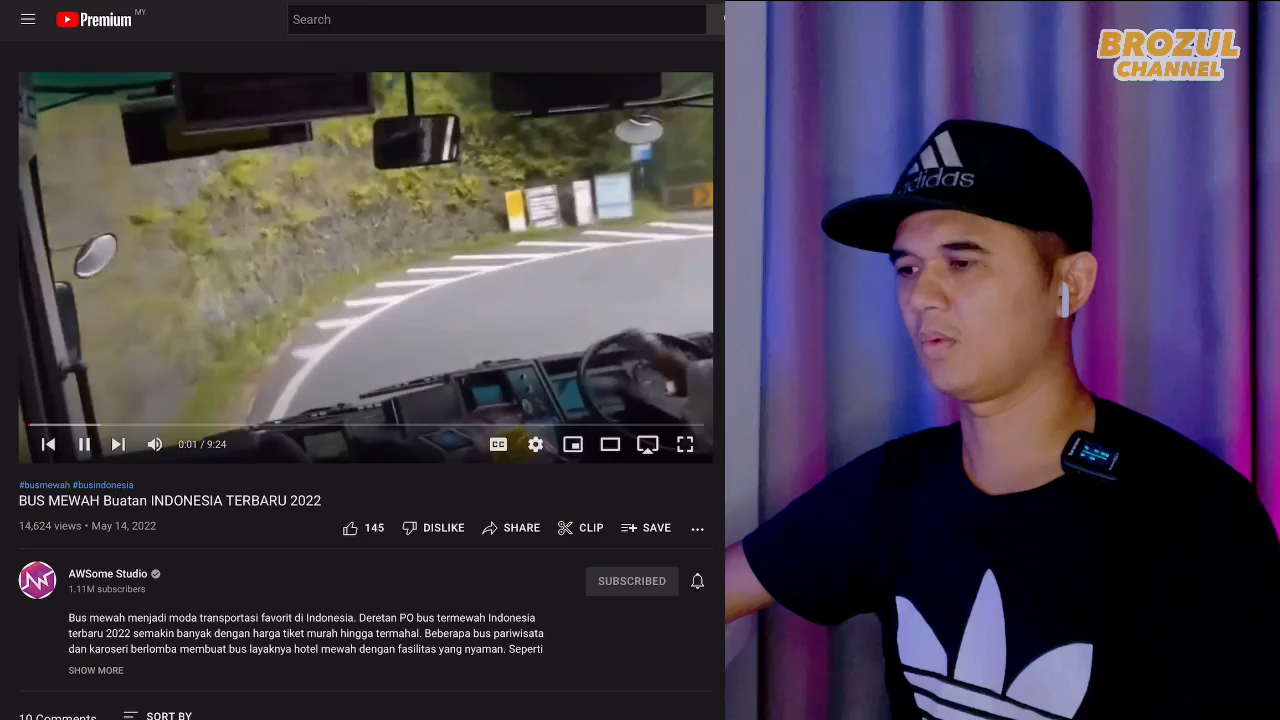 Premium MY
Search
BROZUL
CHANNEL
adidas
0:01 / 9:24
CC
#busmewah #busindonesia
BUS MEWAH Buatan INDONESIA TERBARU 2022
14,624 views • May 14, 2022
145
DISLIKE
SHARE
CLIP
SAVE
AWSome Studio
1.11M subscribers
SUBSCRIBED
Bus mewah menjadi moda transportasi favorit di Indonesia. Deretan PO bus termewah Indonesia
terbaru 2022 semakin banyak dengan harga tiket murah hingga termahal. Beberapa bus pariwisata
dan karoseri berlomba membuat bus layaknya hotel mewah dengan fasilitas yang nyaman. Seperti
SHOW MORE
10 Comments
SORT BY